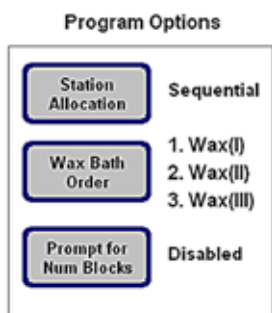 Program Options
Station
Allocation
Sequential
Wax Bath
Order
1. Wax(I)
2. Wax(II)
3. Wax(III)
Prompt for
Num Blocks
Disabled